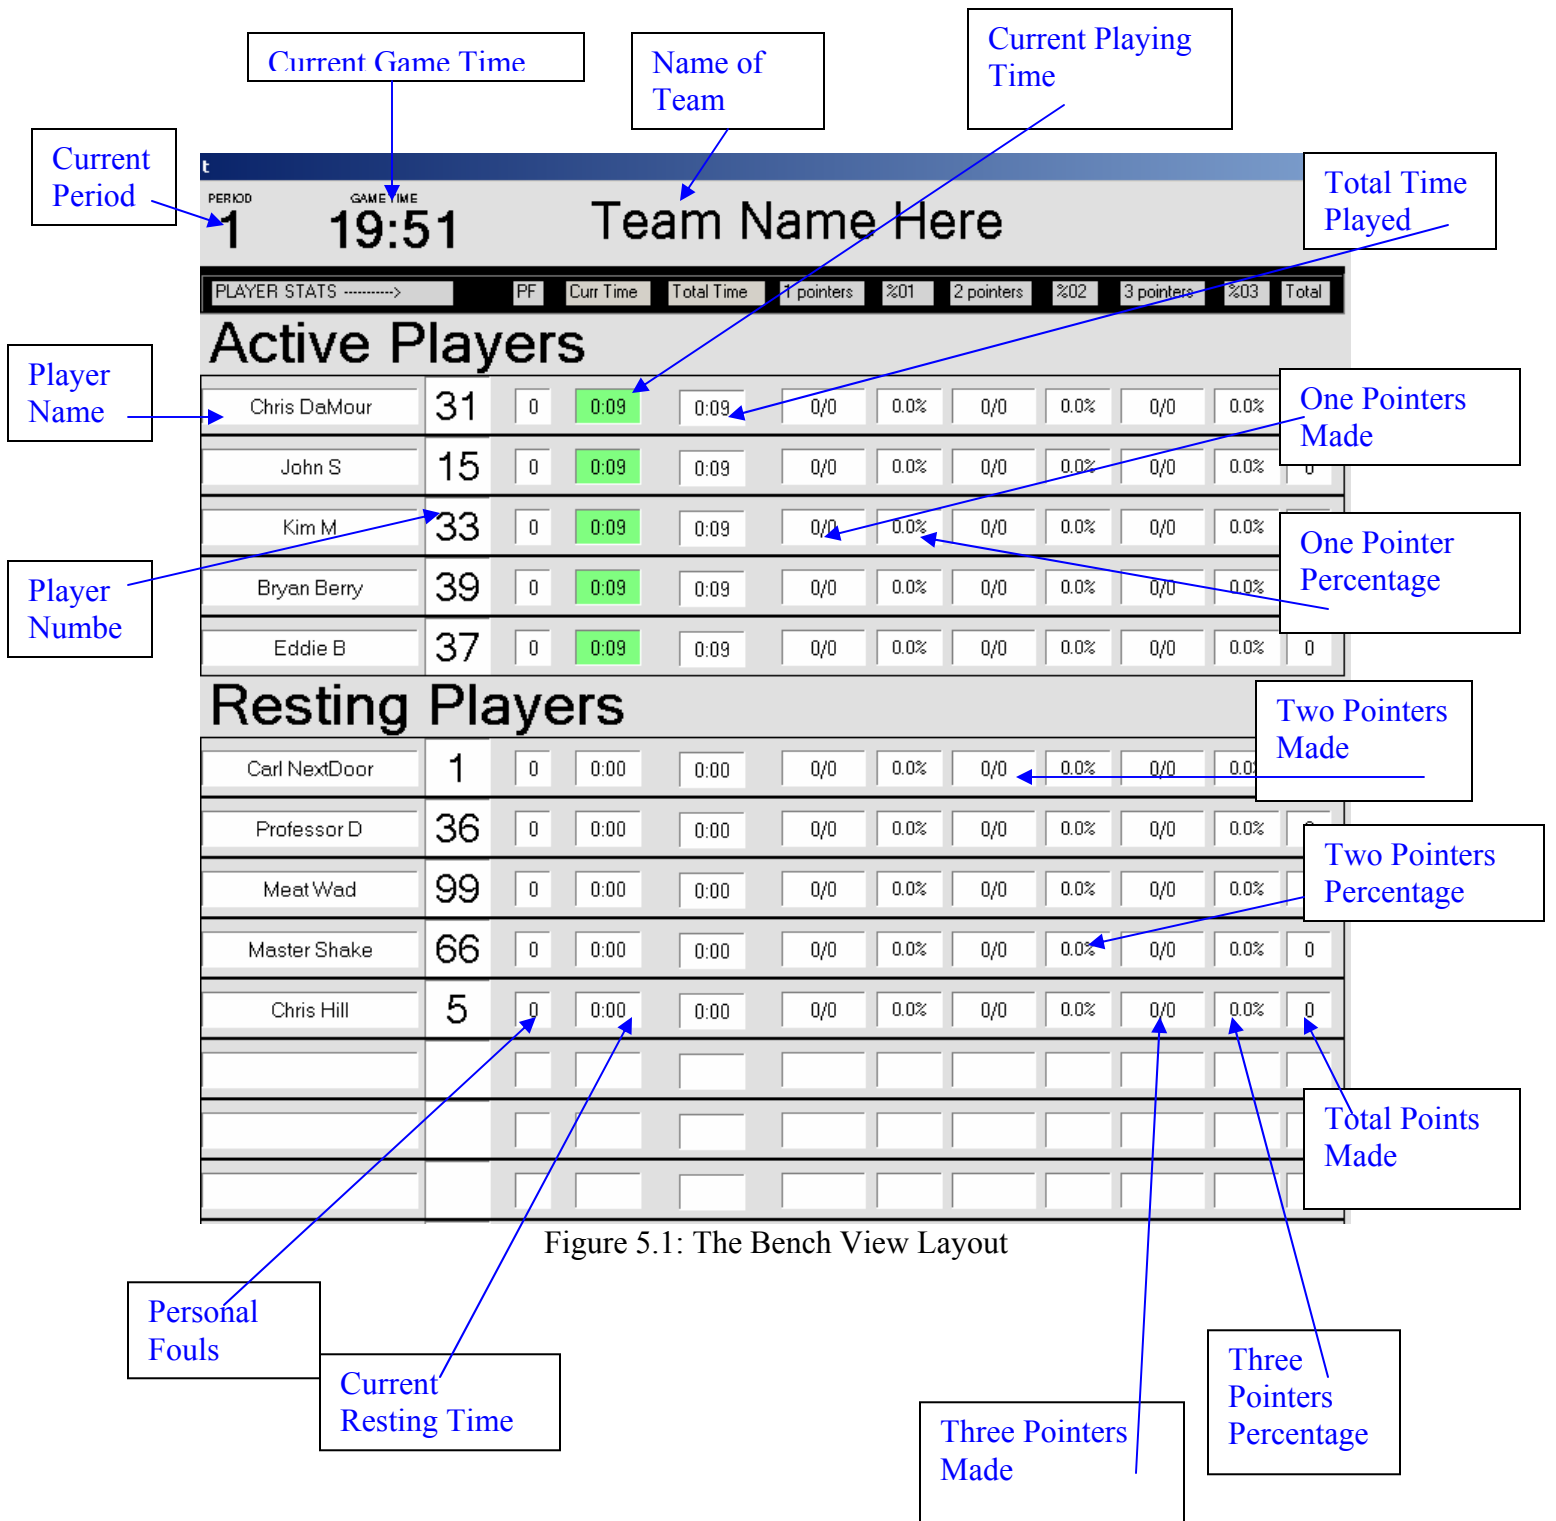 Current Game Time
Name of
Team
Current Playing
Time
Current
Period
Total Time
Played
t
PERIOD GAME TIME
1 19:51 Team Name Here
PLAYER STATS ---------> PF Curr Time Total Time 1 pointers %01 2 pointers %02 3 pointers %03 Total
Active Players
Player
Name
Chris DaMour 31 0 0:09 0:09 0/0 0.0% 0/0 0.0% 0/0 0.0%
One Pointers
Made
John S 15 0 0:09 0:09 0/0 0.0% 0/0 0.0% 0/0 0.0% 0
Kim M 33 0 0:09 0:09 0/0 0.0% 0/0 0.0% 0/0 0.0%
One Pointer
Percentage
Player
Numbe
Bryan Berry 39 0 0:09 0:09 0/0 0.0% 0/0 0.0% 0/0 0.0%
Eddie B 37 0 0:09 0:09 0/0 0.0% 0/0 0.0% 0/0 0.0% 0
Resting Players
Two Pointers
Made
Carl NextDoor 1 0 0:00 0:00 0/0 0.0% 0/0 0.0% 0/0
Professor D 36 0 0:00 0:00 0/0 0.0% 0/0 0.0% 0/0 0.0%
Two Pointers
Percentage
Meat Wad 99 0 0:00 0:00 0/0 0.0% 0/0 0.0% 0/0 0.0%
Master Shake 66 0 0:00 0:00 0/0 0.0% 0/0 0.0% 0/0 0.0% 0
Chris Hill 5 0 0:00 0:00 0/0 0.0% 0/0 0.0% 0/0 0.0% 0
Total Points
Made
Figure 5.1: The Bench View Layout
Personal
Fouls
Current
Resting Time
Three
Pointers
Percentage
Three Pointers
Made